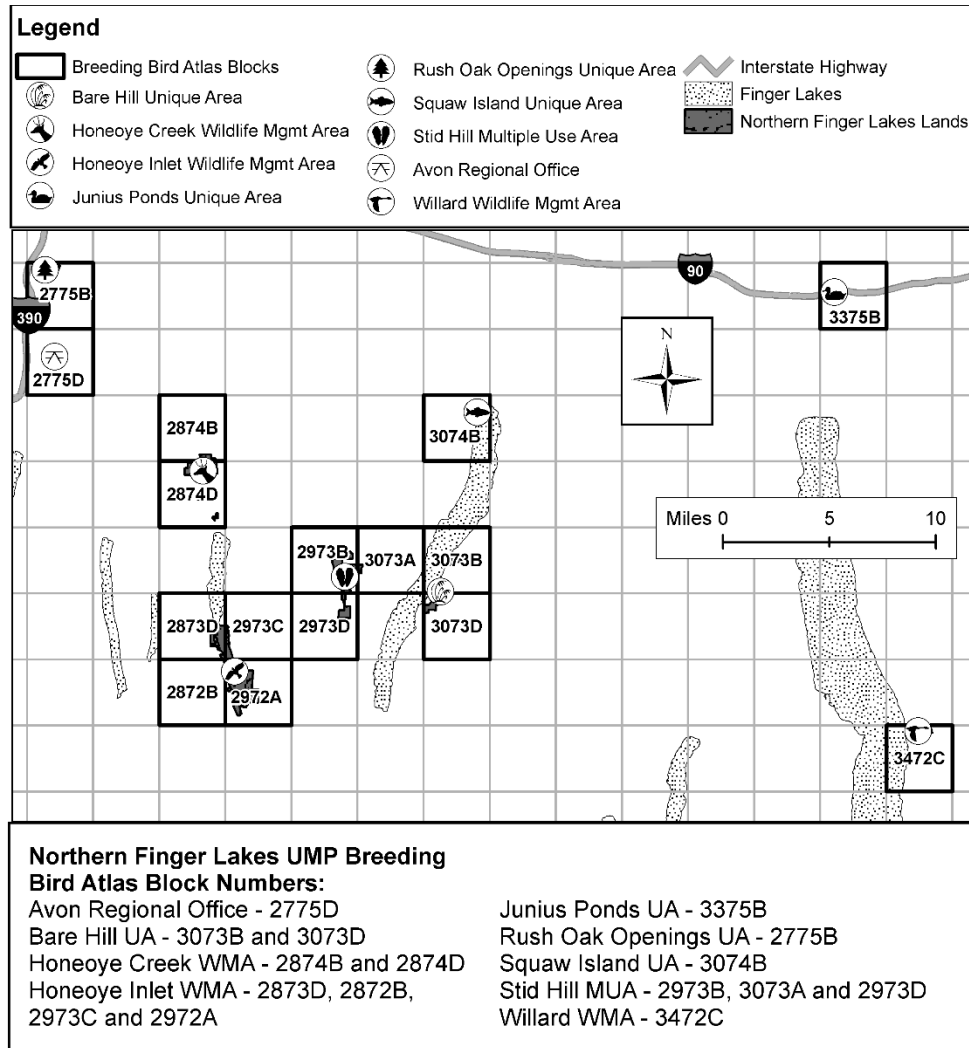 Legend
Breeding Bird Atlas Blocks
Bare Hill Unique Area
Honeoye Creek Wildlife Mgmt Area
Honeoye Inlet Wildlife Mgmt Area
Junius Ponds Unique Area
Rush Oak Openings Unique Area
Squaw Island Unique Area
Stid Hill Multiple Use Area
Avon Regional Office
Willard Wildlife Mgmt Area
Interstate Highway
Finger Lakes
Northern Finger Lakes Lands
2775B
390
2775D
90
3375B
N
2874B
3074B
2874D
Miles 0 5 10
2973B
3073A
3073B
2873D
2973C
2973D
3073D
2872B
2972A
3472C
Northern Finger Lakes UMP Breeding
Bird Atlas Block Numbers:
Avon Regional Office - 2775D
Bare Hill UA - 3073B and 3073D
Honeoye Creek WMA - 2874B and 2874D
Honeoye Inlet WMA - 2873D, 2872B,
2973C and 2972A
Junius Ponds UA - 3375B
Rush Oak Openings UA - 2775B
Squaw Island UA - 3074B
Stid Hill MUA - 2973B, 3073A and 2973D
Willard WMA - 3472C